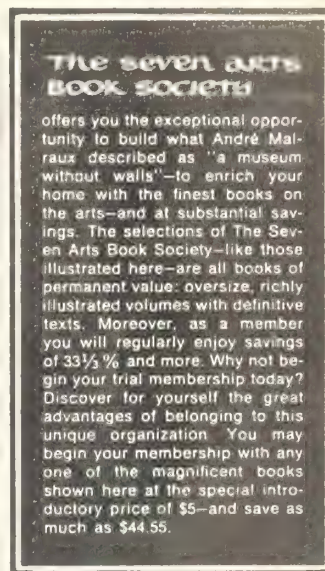 The Seven Arts
Book Society
offers you the exceptional oppor-
tunity to build what André Mal-
raux described as "a museum
without walls"—to enrich your
home with the finest books on
the arts—and at substantial sav-
ings. The selections of The Sev-
en Arts Book Society—like those
illustrated here—are all books of
permanent value: oversize, richly
illustrated volumes with definitive
texts. Moreover, as a member
you will regularly enjoy savings
of 33⅓% and more. Why not be-
gin your trial membership today?
Discover for yourself the great
advantages of belonging to this
unique organization. You may
begin your membership with any
one of the magnificent books
shown here at the special intro-
ductory price of $5—and save as
much as $44.55.